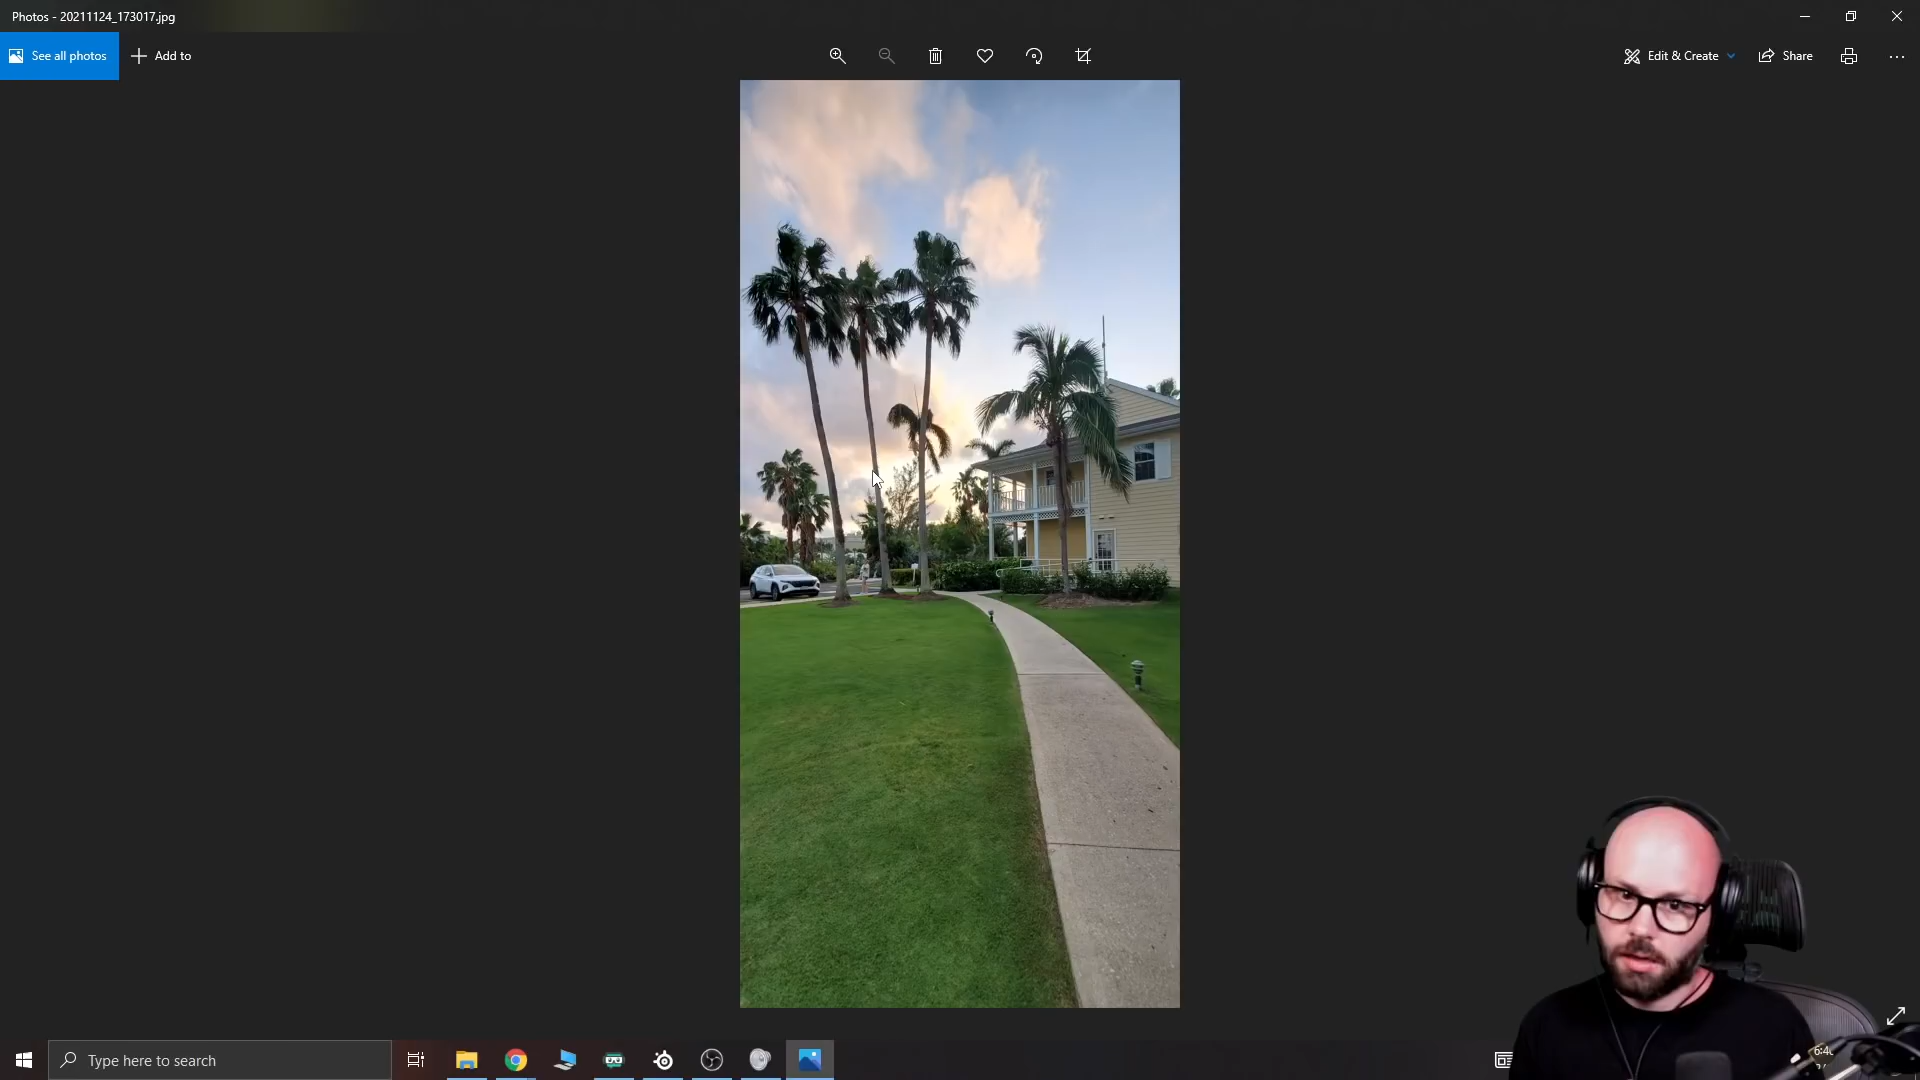 Photos - 20211124_173017.jpg
See all photos
Add to
Edit & Create
Share
Type here to search